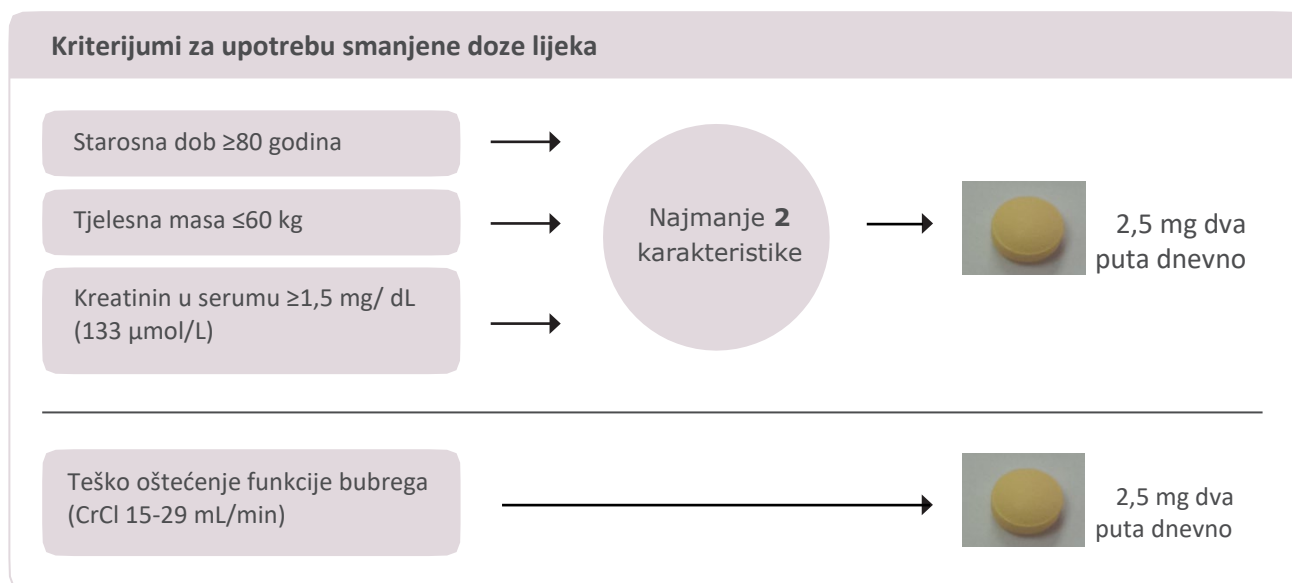 Kriterijumi za upotrebu smanjene doze lijeka
Starosna dob ≥80 godina
Tjelesna masa ≤60 kg
Kreatinin u serumu ≥1,5 mg/ dL
(133 μmol/L)
Najmanje 2
karakteristike
2,5 mg dva
puta dnevno
Teško oštećenje funkcije bubrega
(CrCl 15-29 mL/min)
2,5 mg dva
puta dnevno